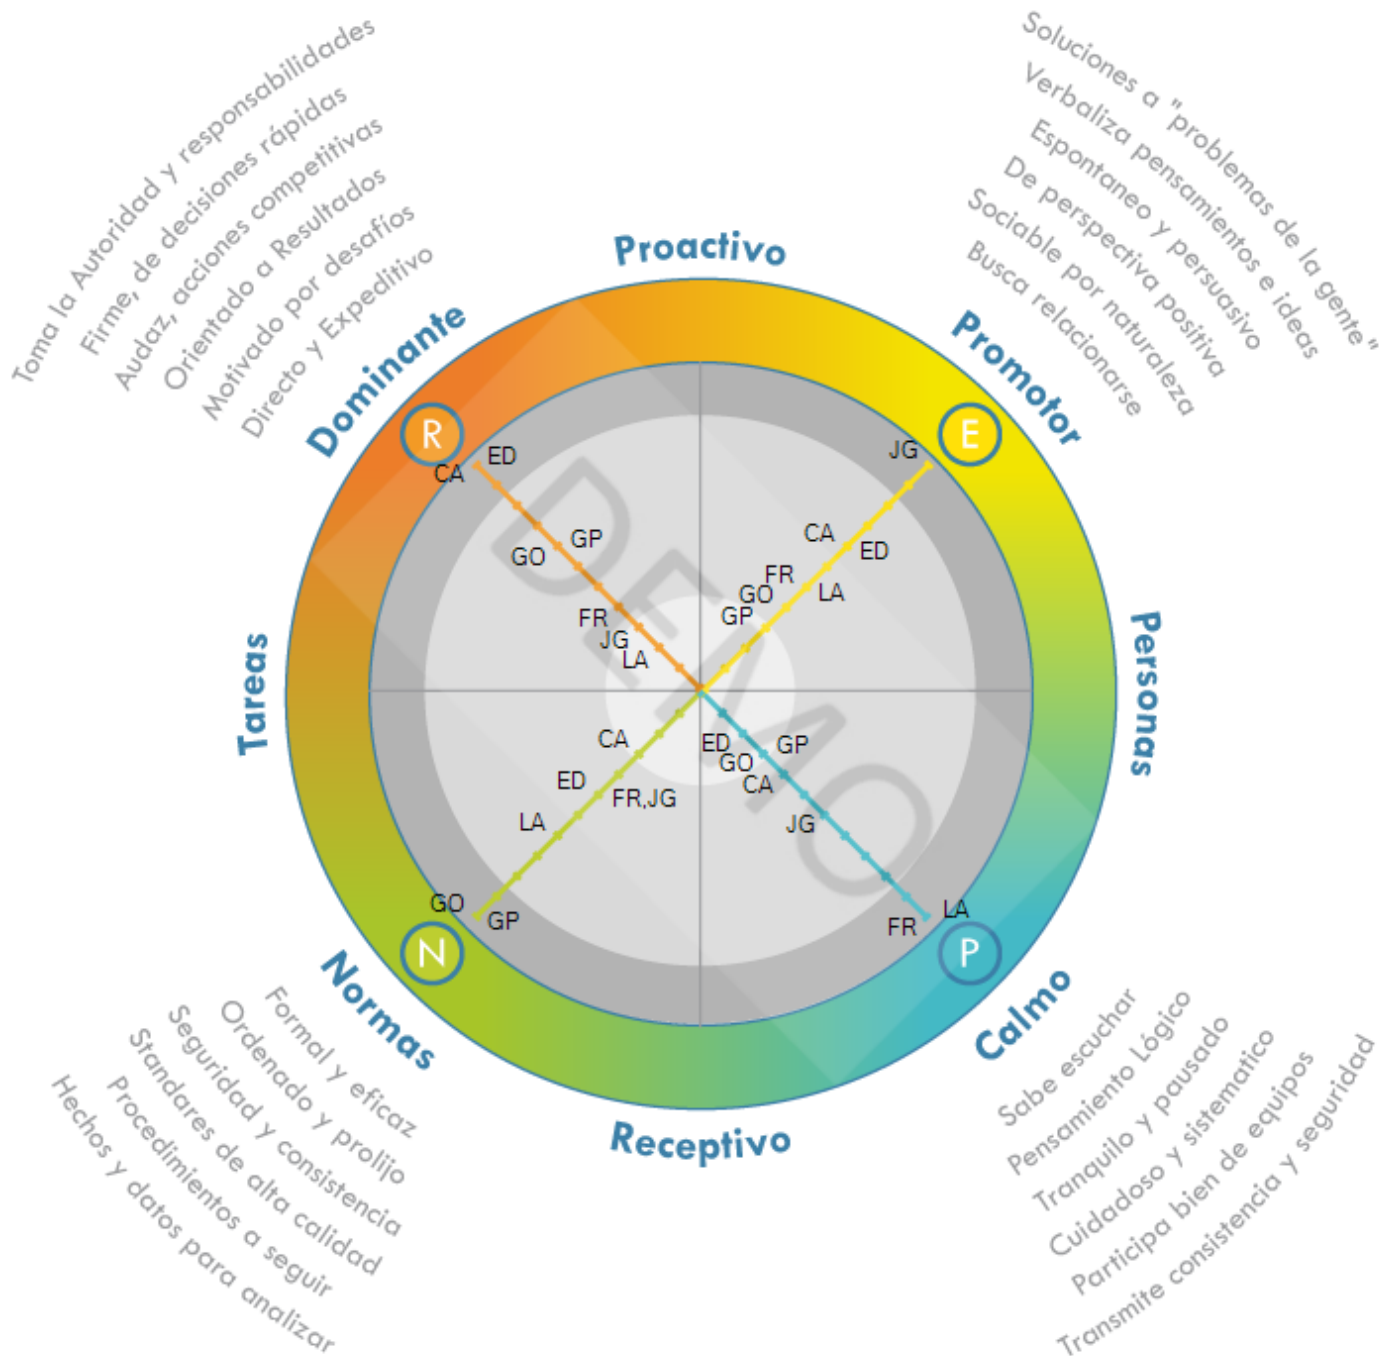 Toma la Autoridad y responsabilidades
Firme, de decisiones rápidas
Audaz, acciones competitivas
Orientado a Resultados
Motivado por desafíos
Directo y Expeditivo
Soluciones a "problemas de la gente"
Verbaliza pensamientos e ideas
Espontaneo y persuasivo
De perspectiva positiva
Sociable por naturaleza
Busca relacionarse
Proactivo
Dominante
Promotor
R
E
ED
CA
JG
GP
GO
CA
ED
FR
LA
GO
GP
FR
JG
LA
Tareas
Personas
DEMO
CA
ED
FR,JG
LA
GO
GP
ED
GP
GO
CA
JG
LA
FR
N
P
Normas
Calmo
Receptivo
Formal y eficaz
Ordenado y prolijo
Seguridad y consistencia
Standares de alta calidad
Procedimientos a seguir
Hechos y datos para analizar
Sabe escuchar
Pensamiento Lógico
Tranquilo y pausado
Cuidadoso y sistematico
Participa bien de equipos
Transmite consistencia y seguridad